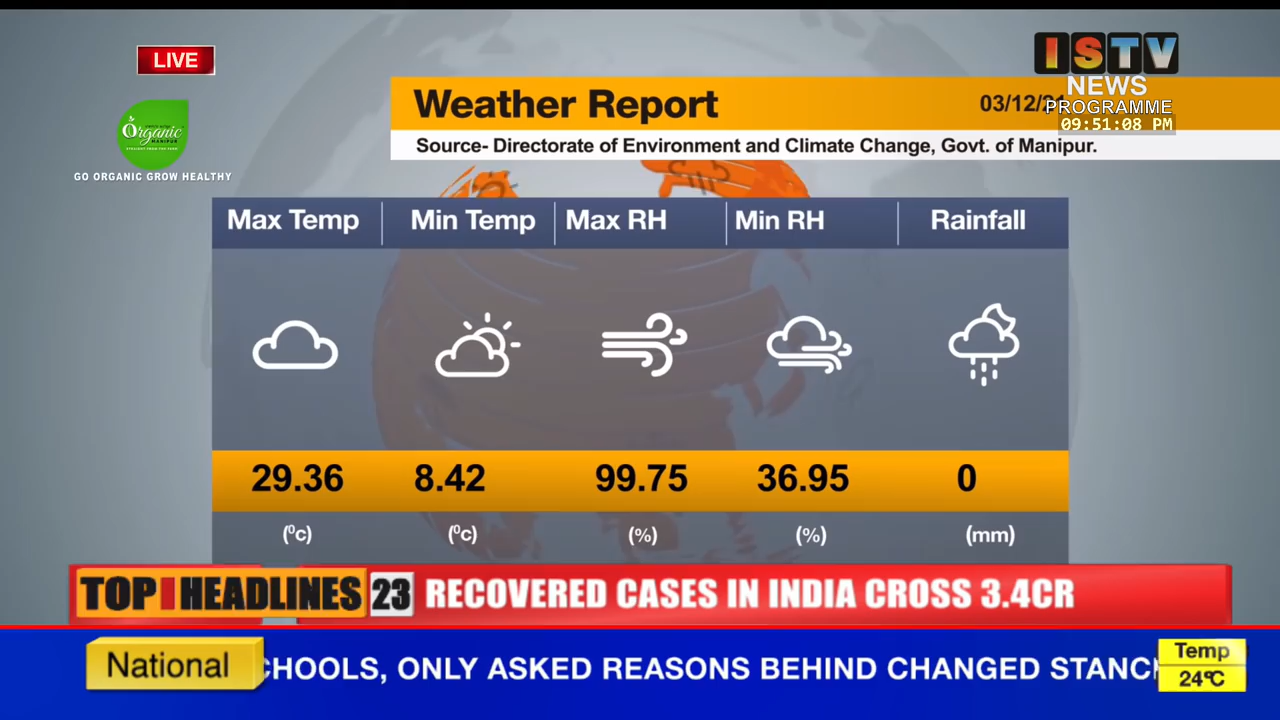 LIVE
ISTV
NEWS
PROGRAMME
09:51:08 PM
Organic
MANIPUR
GO ORGANIC GROW HEALTHY
Weather Report
03/12/21
Source- Directorate of Environment and Climate Change, Govt. of Manipur.
Max Temp Min Temp Max RH Min RH Rainfall
29.36 8.42 99.75 36.95 0
(⁰c) (⁰c) (%) (%) (mm)
TOP HEADLINES 23 RECOVERED CASES IN INDIA CROSS 3.4CR
National CHOOLS, ONLY ASKED REASONS BEHIND CHANGED STANC
Temp
24°C